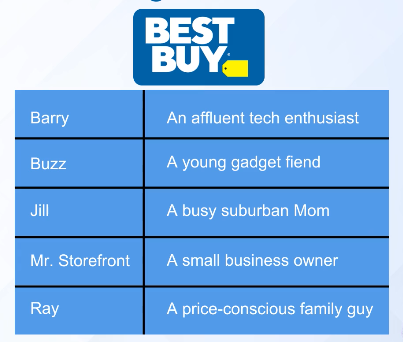 BEST
BUY
Barry An affluent tech enthusiast
Buzz A young gadget fiend
Jill A busy suburban Mom
Mr. Storefront A small business owner
Ray A price-conscious family guy